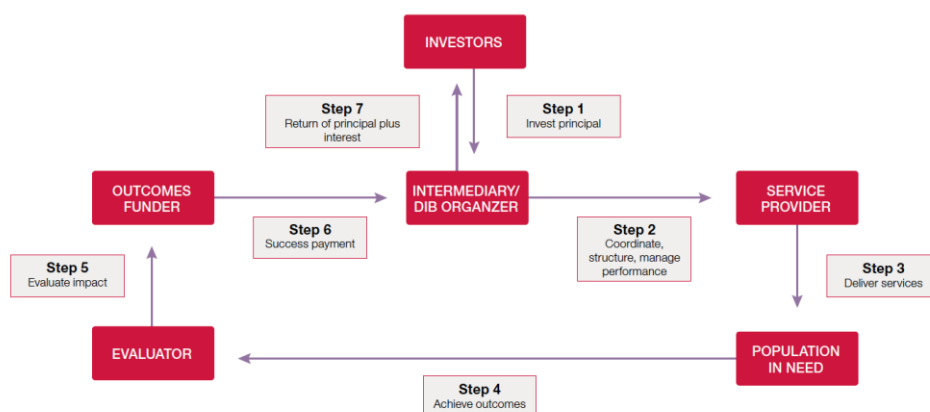 INVESTORS
Step 7
Return of principal plus
interest
Step 1
Invest principal
OUTCOMES
FUNDER
INTERMEDIARY/
DIB ORGANZER
SERVICE
PROVIDER
Step 6
Success payment
Step 2
Coordinate,
structure, manage
performance
Step 5
Evaluate impact
Step 3
Deliver services
EVALUATOR
POPULATION
IN NEED
Step 4
Achieve outcomes